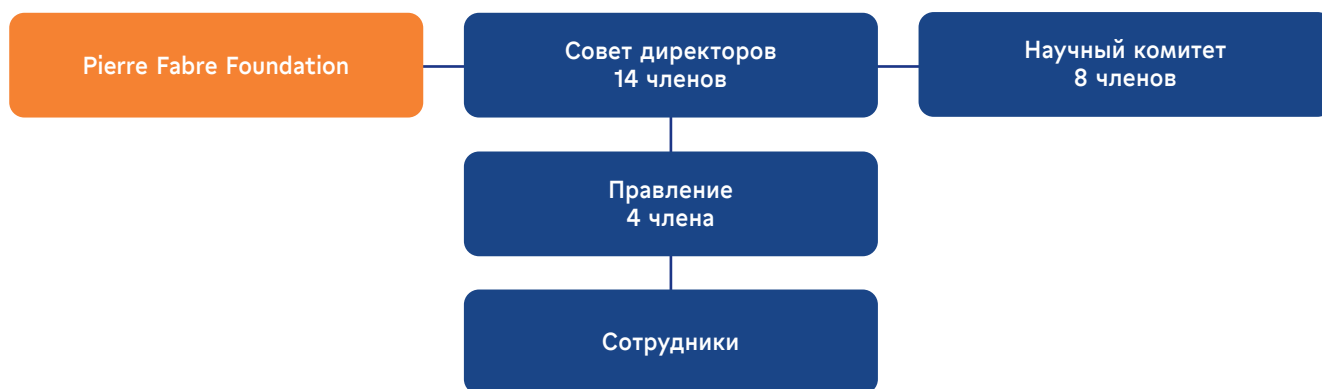 Pierre Fabre Foundation
Совет директоров
14 членов
Научный комитет
8 членов
Правление
4 члена
Сотрудники